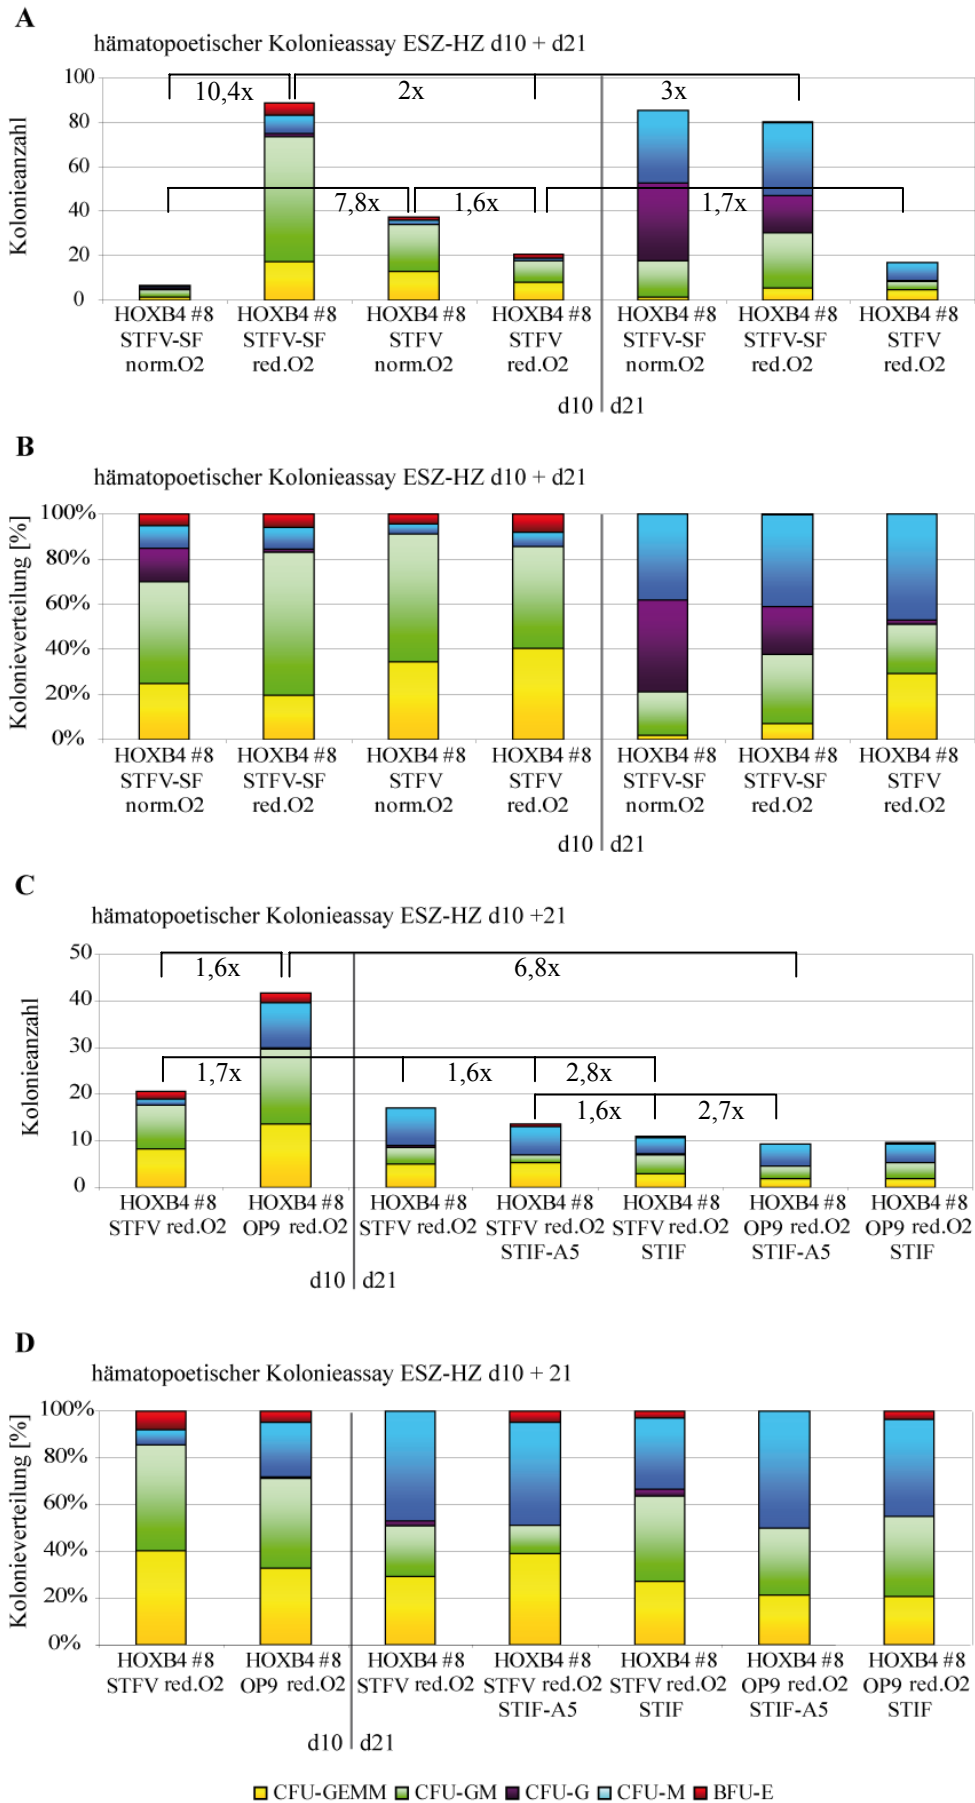 A
hämatopoetischer Kolonieassay ESZ-HZ d10 + d21
Kolonieanzahl
100
80
60
40
20
0
10,4x 2x 3x
7,8x 1,6x 1,7x
HOXB4 #8 HOXB4 #8 HOXB4 #8 HOXB4 #8 HOXB4 #8 HOXB4 #8 HOXB4 #8
STFV-SF STFV-SF STFV STFV STFV-SF STFV-SF STFV
norm.O2 red.O2 norm.O2 red.O2 norm.O2 red.O2 red.O2
d10 d21
B
hämatopoetischer Kolonieassay ESZ-HZ d10 + d21
Kolonieverteilung [%]
100%
80%
60%
40%
20%
0%
HOXB4 #8 HOXB4 #8 HOXB4 #8 HOXB4 #8 HOXB4 #8 HOXB4 #8 HOXB4 #8
STFV-SF STFV-SF STFV STFV STFV-SF STFV-SF STFV
norm.O2 red.O2 norm.O2 red.O2 norm.O2 red.O2 red.O2
d10 d21
C
hämatopoetischer Kolonieassay ESZ-HZ d10 +21
Kolonieanzahl
50
40
30
20
10
0
1,6x 6,8x
1,7x 1,6x 2,8x
1,6x 2,7x
HOXB4 #8 HOXB4 #8 HOXB4 #8 HOXB4 #8 HOXB4 #8 HOXB4 #8 HOXB4 #8
STFV red.O2 OP9 red.O2 STFV red.O2 STFV red.O2 STFV red.O2 OP9 red.O2 OP9 red.O2
STIF-A5 STIF STIF-A5 STIF
d10 d21
D
hämatopoetischer Kolonieassay ESZ-HZ d10 + 21
Kolonieverteilung [%]
100%
80%
60%
40%
20%
0%
HOXB4 #8 HOXB4 #8 HOXB4 #8 HOXB4 #8 HOXB4 #8 HOXB4 #8 HOXB4 #8
STFV red.O2 OP9 red.O2 STFV red.O2 STFV red.O2 STFV red.O2 OP9 red.O2 OP9 red.O2
STIF-A5 STIF STIF-A5 STIF
d10 d21
CFU-GEMM CFU-GM CFU-G CFU-M BFU-E